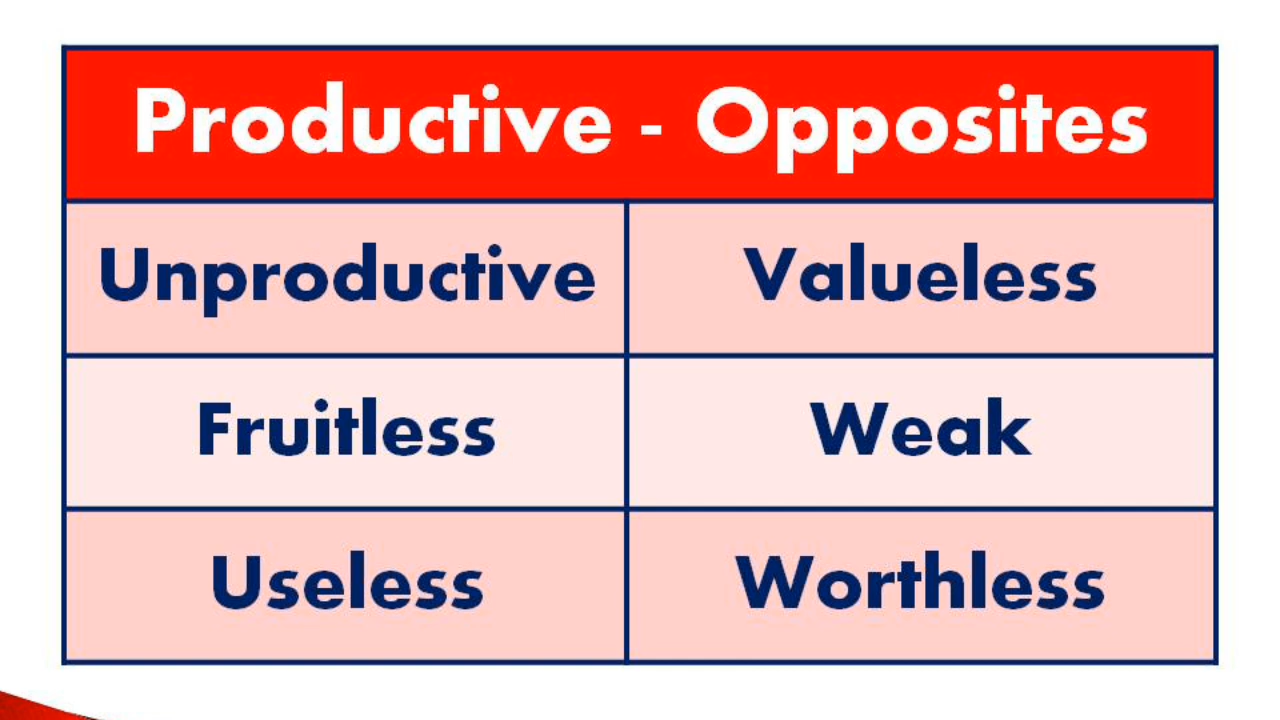 Productive - Opposites
Unproductive Valueless
Fruitless Weak
Useless Worthless